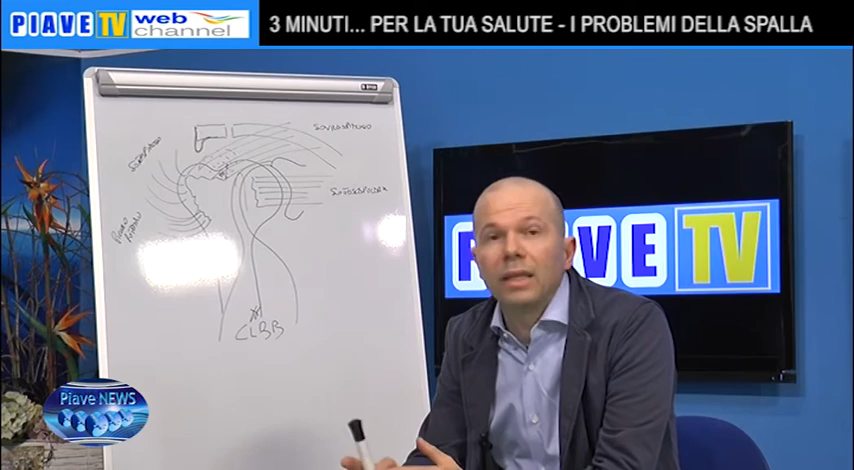 PIAVE TV web channel
3 MINUTI... PER LA TUA SALUTE - I PROBLEMI DELLA SPALLA
SOVRASPINOSO
CLBB
PIAVE TV
Piave NEWS